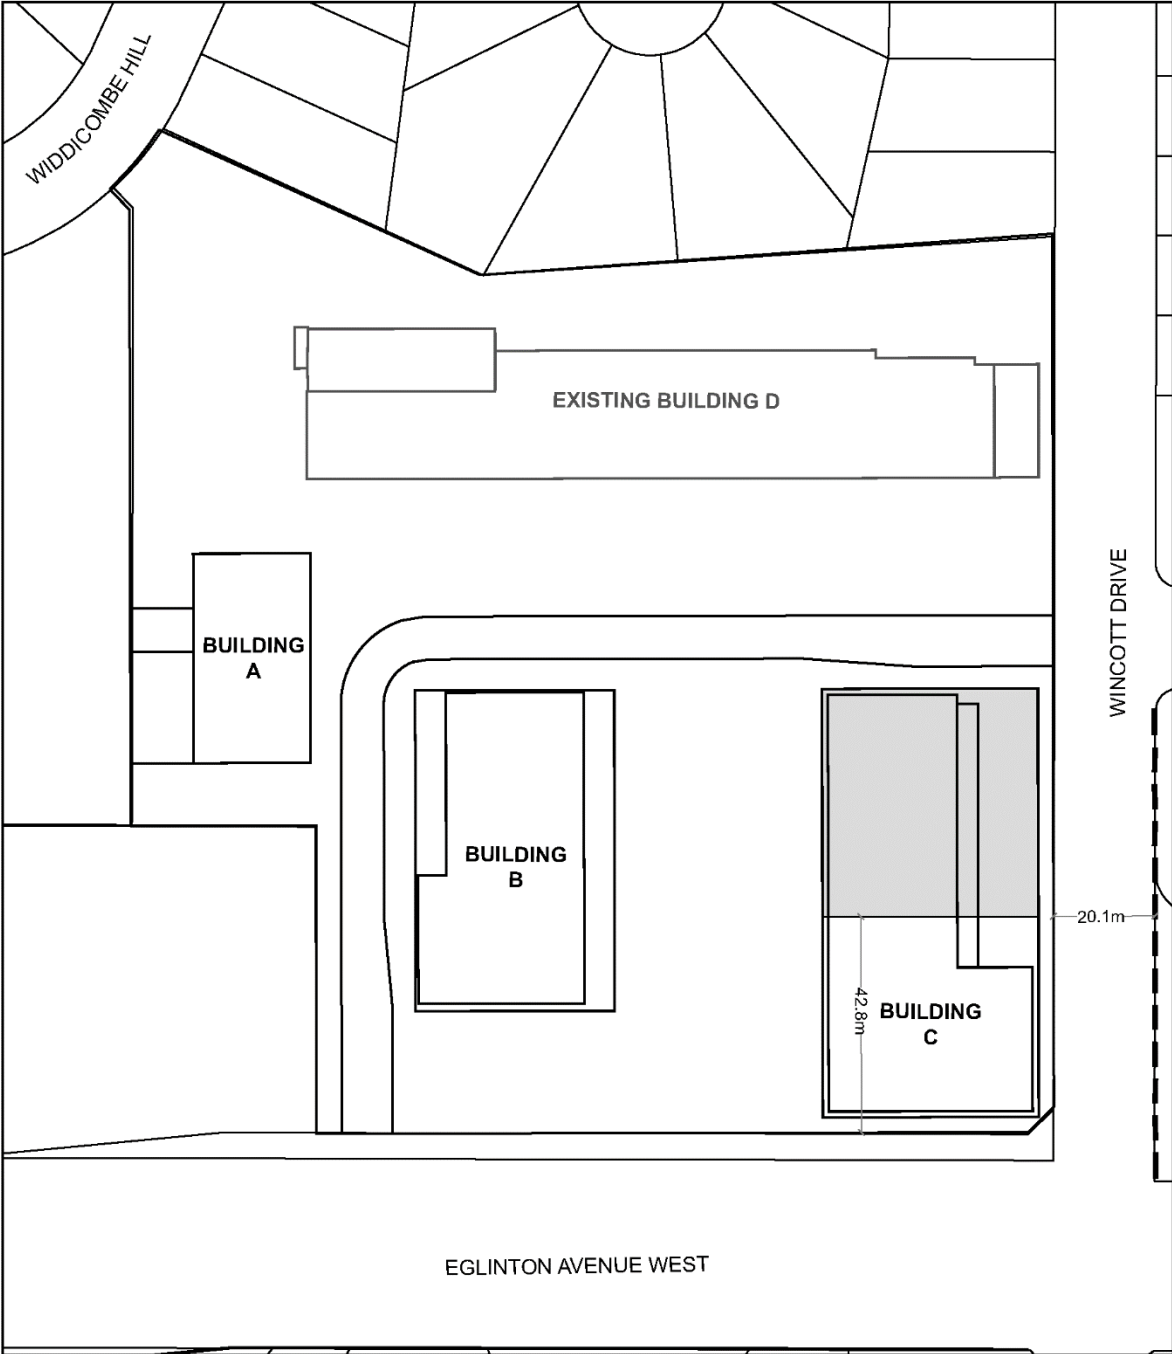 WIDDICOMBE HILL
EXISTING BUILDING D
WINCOTT DRIVE
BUILDING
A
BUILDING
B
20.1m
42.8m
BUILDING
C
EGLINTON AVENUE WEST